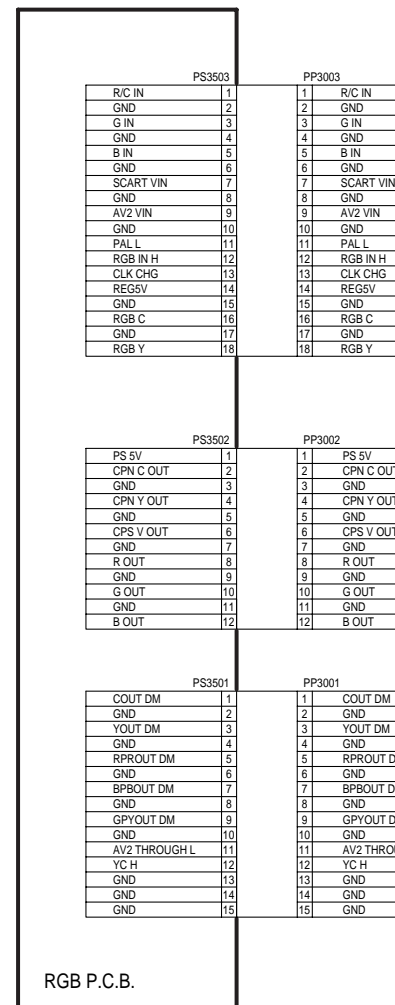 PS3503 PP3003
R/C IN 1 1 R/C IN
GND 2 2 GND
G IN 3 3 G IN
GND 4 4 GND
B IN 5 5 B IN
GND 6 6 GND
SCART VIN 7 7 SCART VIN
GND 8 8 GND
AV2 VIN 9 9 AV2 VIN
GND 10 10 GND
PAL L 11 11 PAL L
RGB IN H 12 12 RGB IN H
CLK CHG 13 13 CLK CHG
REG5V 14 14 REG5V
GND 15 15 GND
RGB C 16 16 RGB C
GND 17 17 GND
RGB Y 18 18 RGB Y
PS3502 PP3002
PS 5V 1 1 PS 5V
CPN C OUT 2 2 CPN C OUT
GND 3 3 GND
CPN Y OUT 4 4 CPN Y OUT
GND 5 5 GND
CPS V OUT 6 6 CPS V OUT
GND 7 7 GND
R OUT 8 8 R OUT
GND 9 9 GND
G OUT 10 10 G OUT
GND 11 11 GND
B OUT 12 12 B OUT
PS3501 PP3001
COUT DM 1 1 COUT DM
GND 2 2 GND
YOUT DM 3 3 YOUT DM
GND 4 4 GND
RPROUT DM 5 5 RPROUT D
GND 6 6 GND
BPBOUT DM 7 7 BPBOUT D
GND 8 8 GND
GPYOUT DM 9 9 GPYOUT D
GND 10 10 GND
AV2 THROUGH L 11 11 AV2 THROU
YC H 12 12 YC H
GND 13 13 GND
GND 14 14 GND
GND 15 15 GND
RGB P.C.B.